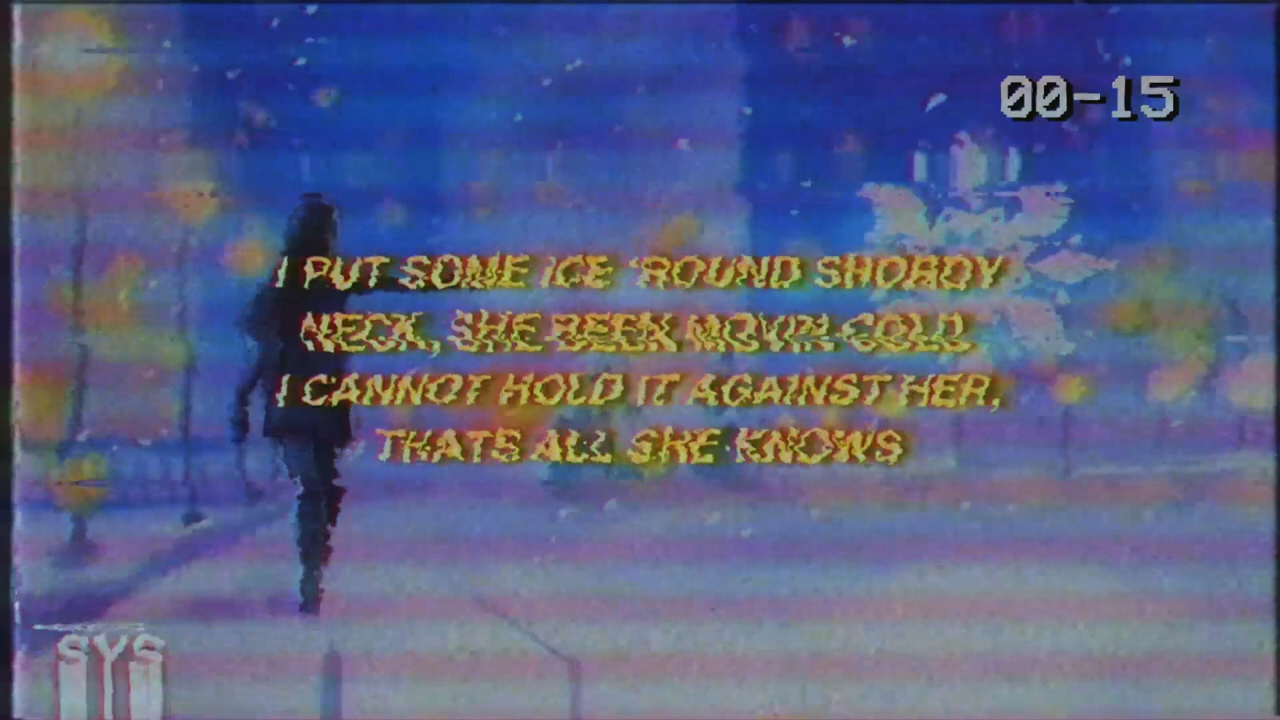 00-15
I PUT SOME ICE ‘ROUND SHORDY
NECK, SHE BEEN MOVIN COLD
I CANNOT HOLD IT AGAINST HER,
THATS ALL SHE KNOWS
SYS